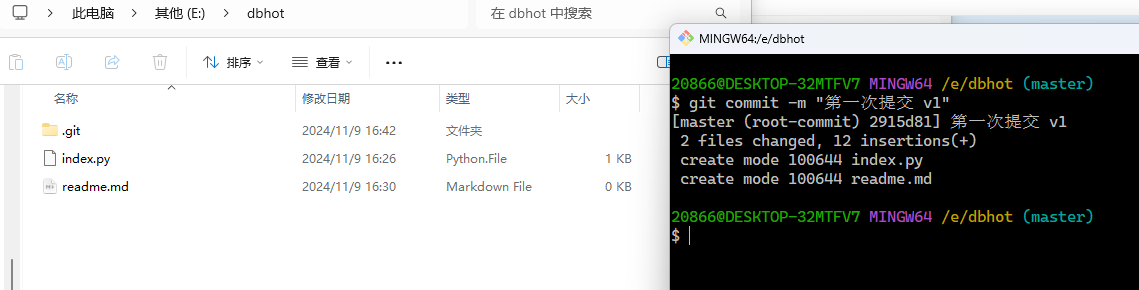 此电脑 > 其他 (E:) > dbhot >
在 dbhot 中搜索
排序
查看
名称 修改日期 类型 大小
.git 2024/11/9 16:42 文件夹
index.py 2024/11/9 16:26 Python.File 1 KB
readme.md 2024/11/9 16:30 Markdown File 0 KB
MINGW64:/e/dbhot
20866@DESKTOP-32MTFV7 MINGW64 /e/dbhot (master)
$ git commit -m "第一次提交 v1"
[master (root-commit) 2915d81] 第一次提交 v1
2 files changed, 12 insertions(+)
create mode 100644 index.py
create mode 100644 readme.md
20866@DESKTOP-32MTFV7 MINGW64 /e/dbhot (master)
$